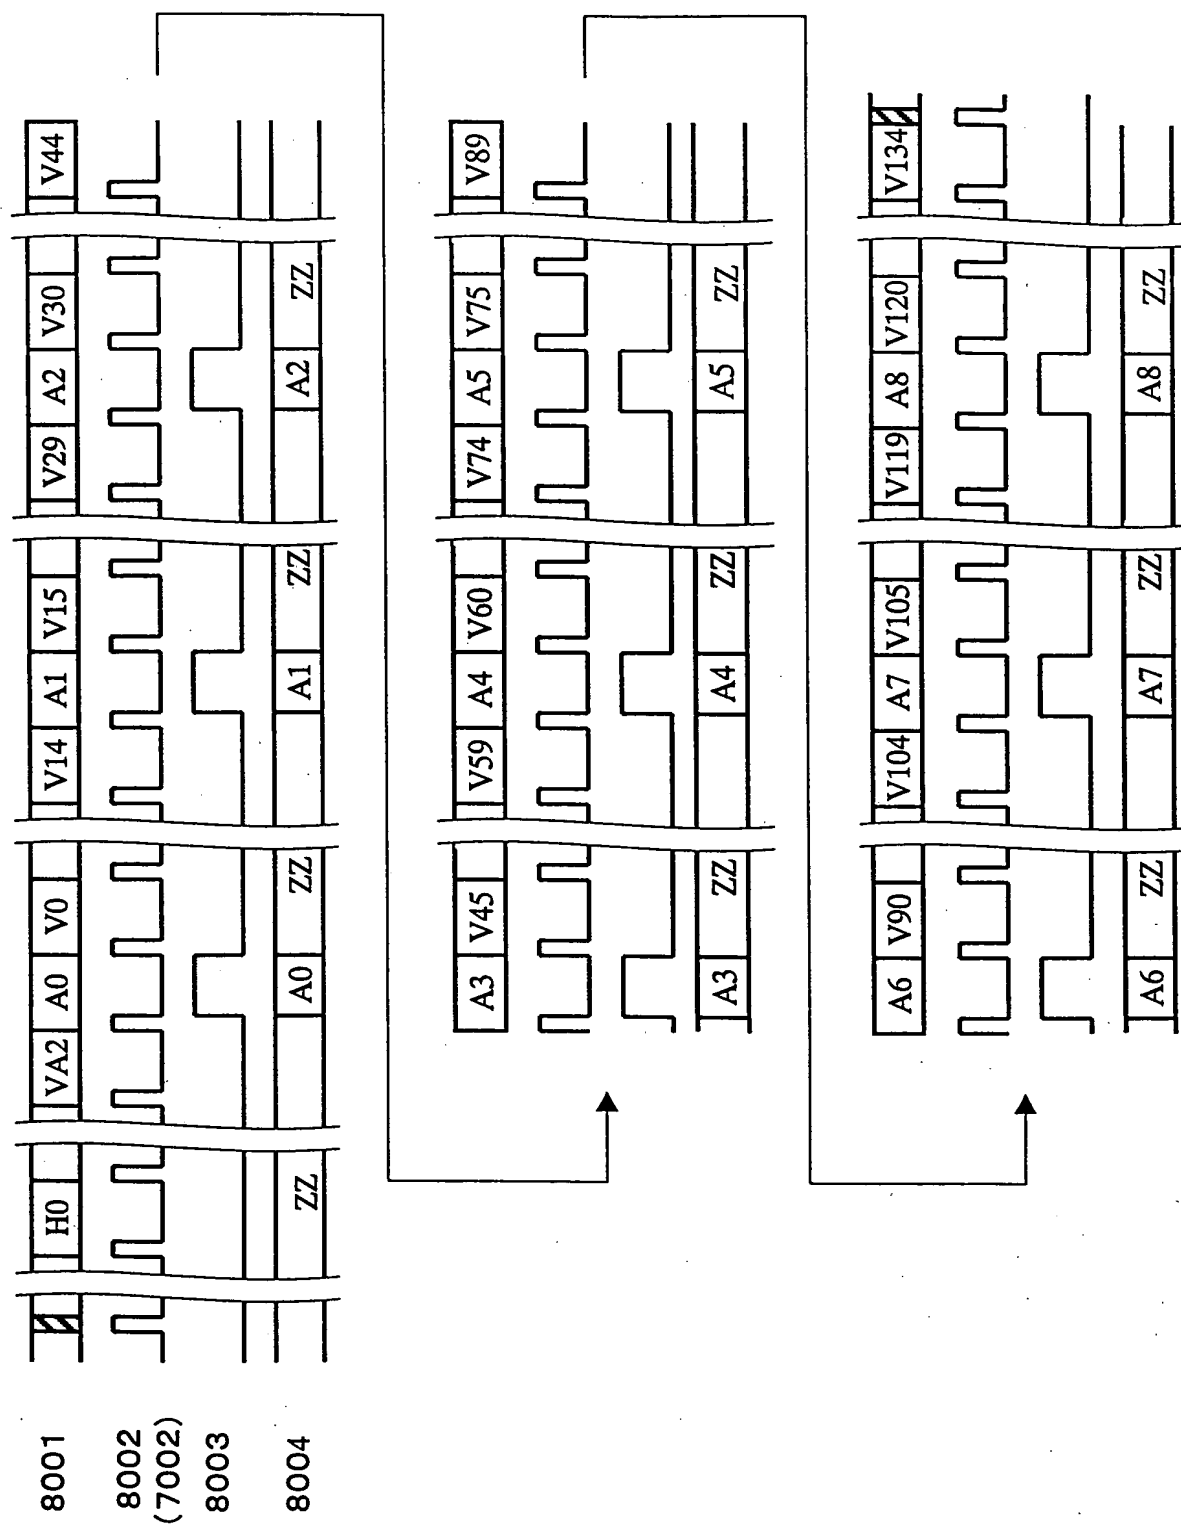 8001 H0 VA2 A0 V0 V14 A1 V15 V29 A2 V30 V44
8002
(7002)
8003
8004 ZZ A0 ZZ A1 ZZ A2 ZZ
A3 V45 V59 A4 V60 V74 A5 V75 V89
A3 ZZ A4 ZZ A5 ZZ
A6 V90 V104 A7 V105 V119 A8 V120 V134
A6 ZZ A7 ZZ A8 ZZ